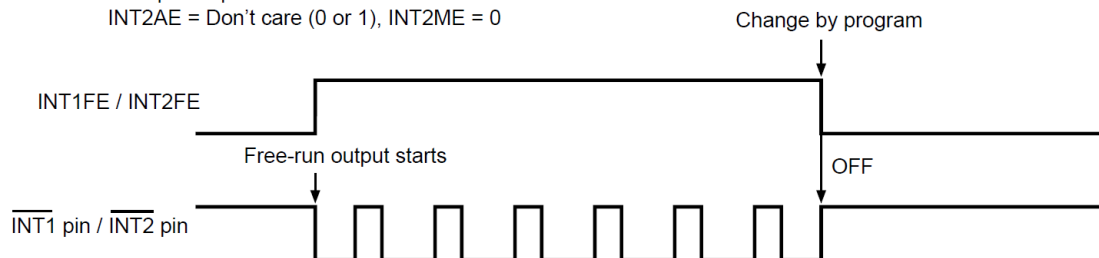 INT2AE = Don't care (0 or 1), INT2ME = 0
Change by program
INT1FE / INT2FE
Free-run output starts
OFF
INT1 pin / INT2 pin